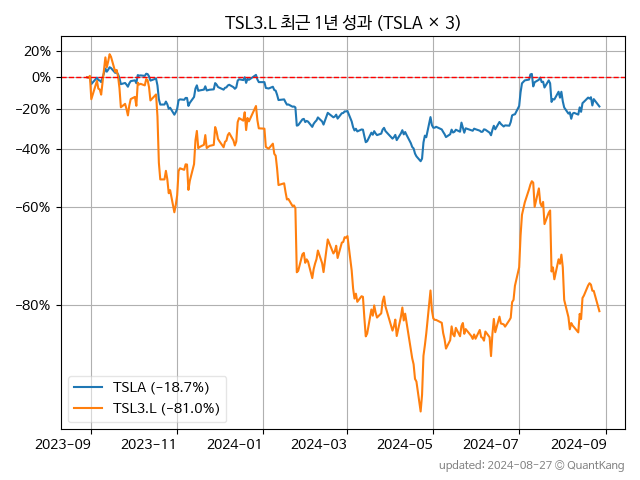 TSL3.L 최근 1년 성과 (TSLA × 3)
20%
0%
−20%
−40%
−60%
−80%
TSLA (−18.7%)
TSL3.L (−81.0%)
2023-09 2023-11 2024-01 2024-03 2024-05 2024-07 2024-09
updated: 2024-08-27 © QuantKang